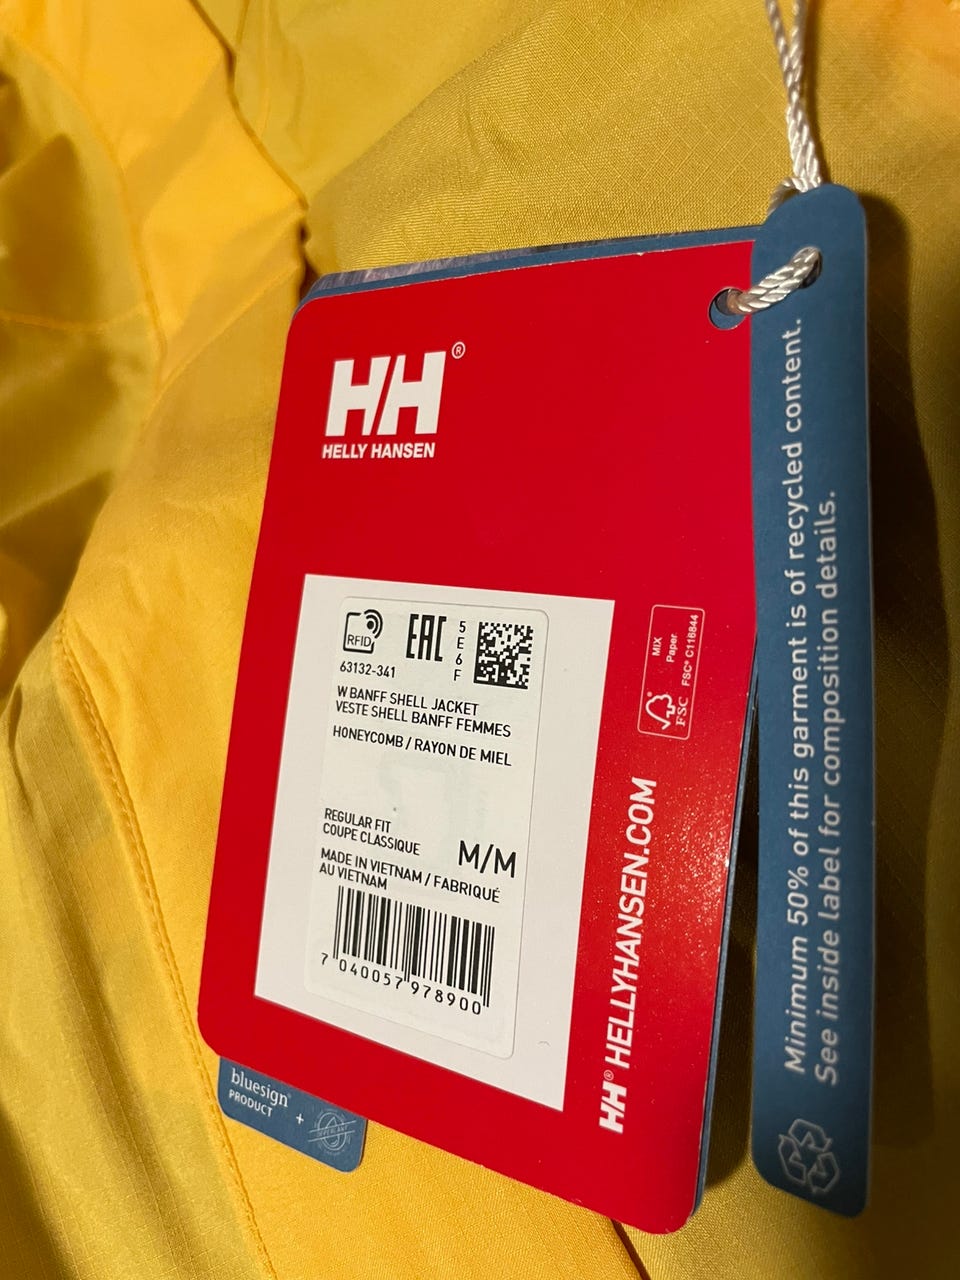 HH®
HELLY HANSEN
RFID
EAC
5
E
6
F
63132-341
W BANFF SHELL JACKET
VESTE SHELL BANFF FEMMES
HONEYCOMB / RAYON DE MIEL
REGULAR FIT
COUPE CLASSIQUE
M/M
MADE IN VIETNAM / FABRIQUÉ
AU VIETNAM
7 040057 978900
MIX
Paper
FSC® C116844
FSC
HH® HELLYHANSEN.COM
Minimum 50% of this garment is of recycled content.
See inside label for composition details.
bluesign®
PRODUCT
+